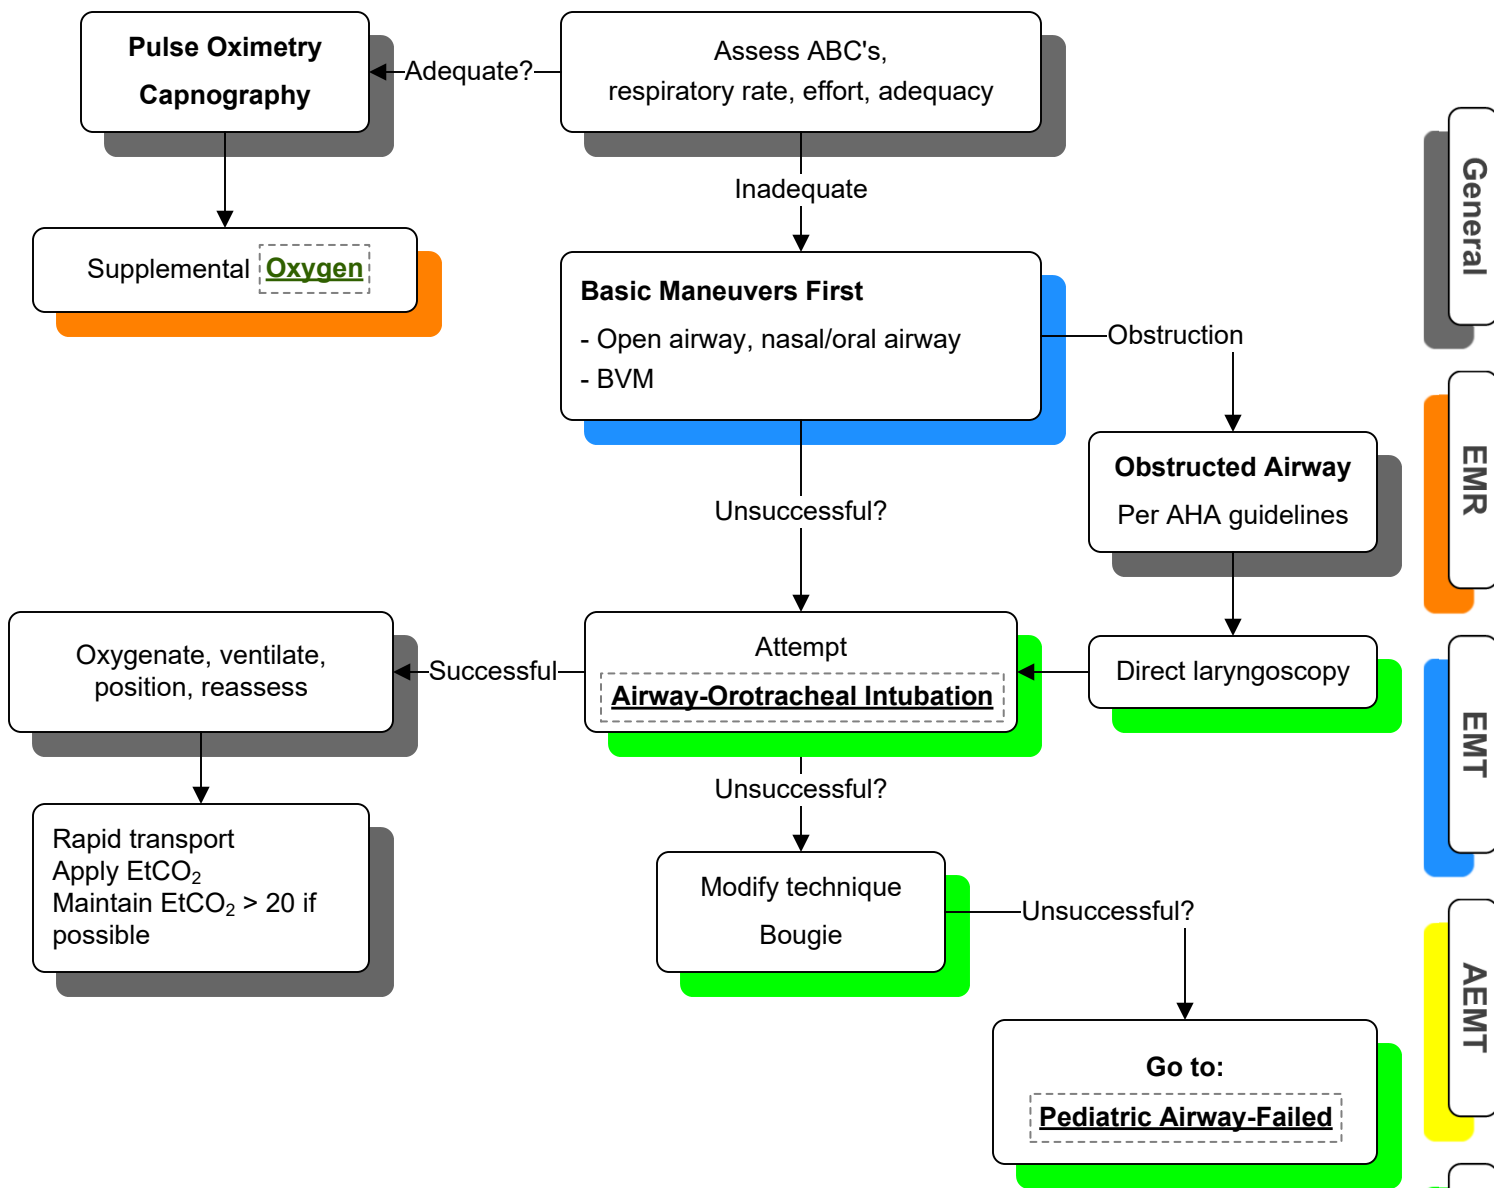 Pulse Oximetry
Capnography
Adequate?
Assess ABC's,
respiratory rate, effort, adequacy
Inadequate
Supplemental Oxygen
Basic Maneuvers First
- Open airway, nasal/oral airway
- BVM
Obstruction
Obstructed Airway
Per AHA guidelines
Unsuccessful?
Oxygenate, ventilate,
position, reassess
Successful
Attempt
Airway-Orotracheal Intubation
Direct laryngoscopy
Unsuccessful?
Rapid transport
Apply EtCO₂
Maintain EtCO₂ > 20 if
possible
Modify technique
Bougie
Unsuccessful?
Go to:
Pediatric Airway-Failed
General
EMR
EMT
AEMT